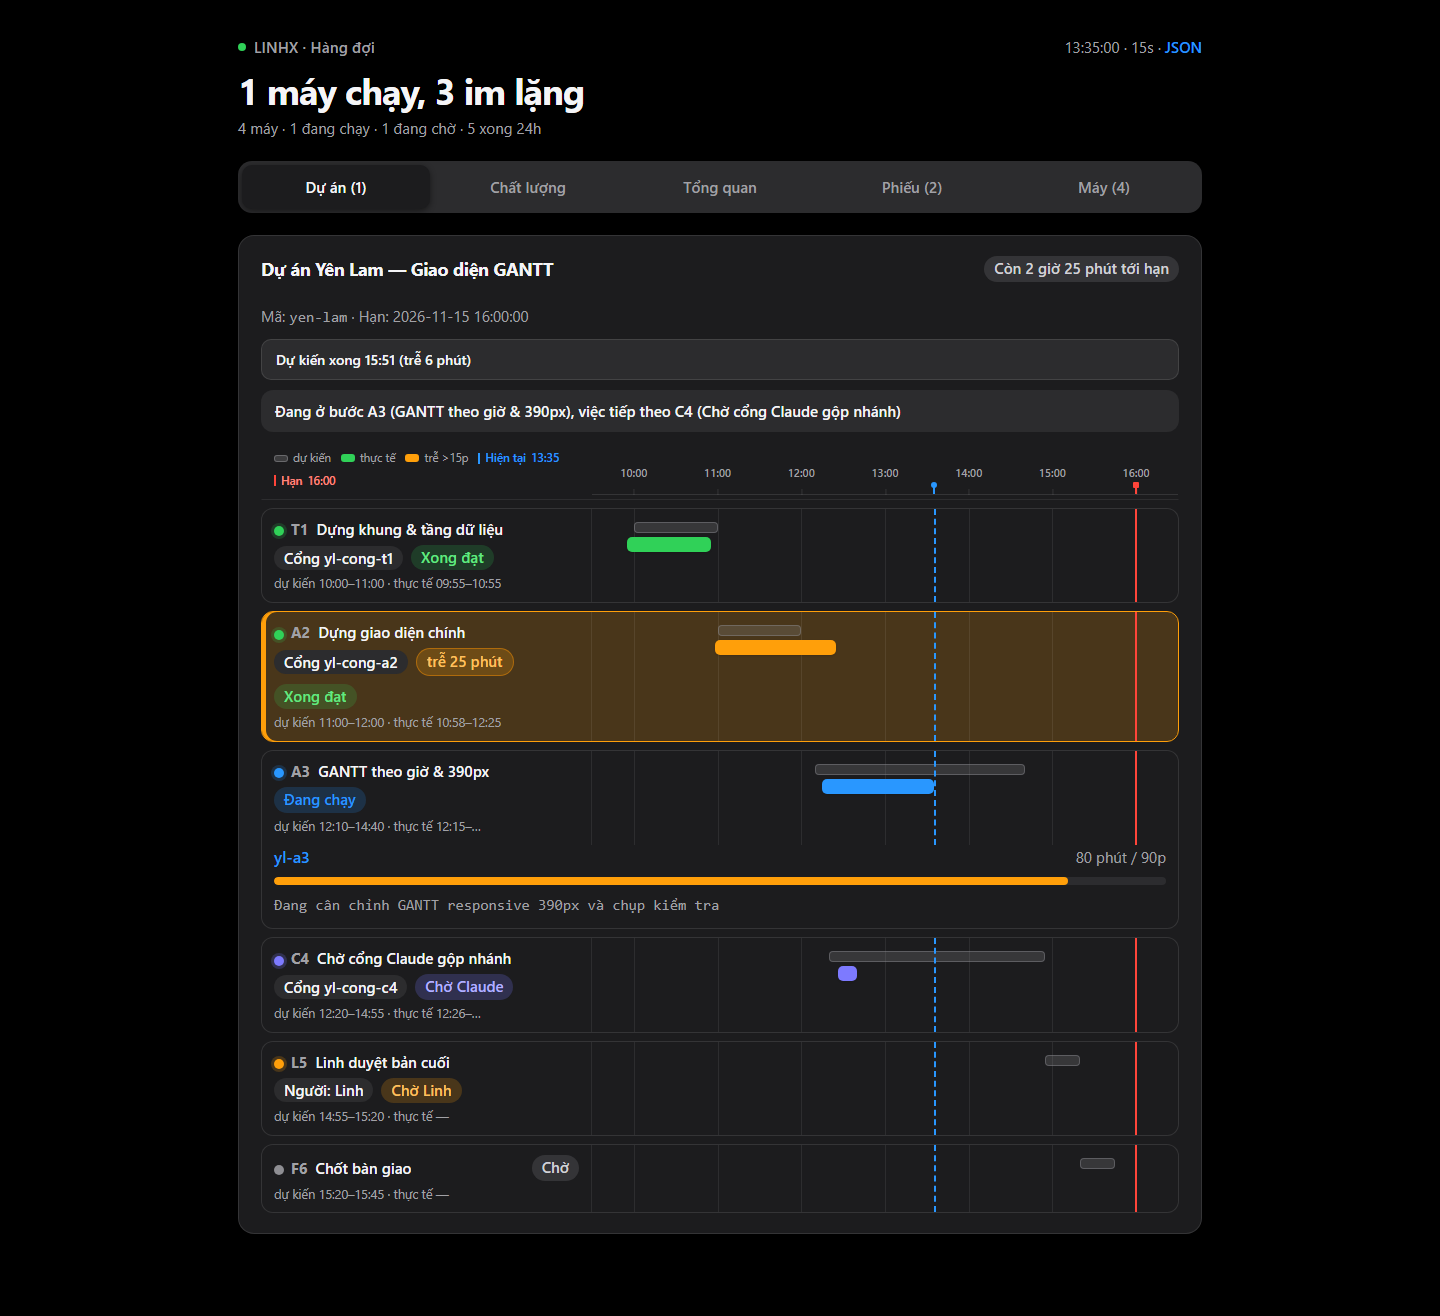 LINHX · Hàng đợi
13:35:00 · 15s · JSON
1 máy chạy, 3 im lặng
4 máy · 1 đang chạy · 1 đang chờ · 5 xong 24h
Dự án (1)
Chất lượng
Tổng quan
Phiếu (2)
Máy (4)
Dự án Yên Lam — Giao diện GANTT
Còn 2 giờ 25 phút tới hạn
Mã: yen-lam · Hạn: 2026-11-15 16:00:00
Dự kiến xong 15:51 (trễ 6 phút)
Đang ở bước A3 (GANTT theo giờ & 390px), việc tiếp theo C4 (Chờ cổng Claude gộp nhánh)
dự kiến thực tế trễ >15p Hiện tại 13:35
Hạn 16:00
10:00 11:00 12:00 13:00 14:00 15:00 16:00
T1 Dựng khung & tầng dữ liệu
Cổng yl-cong-t1 Xong đạt
dự kiến 10:00–11:00 · thực tế 09:55–10:55
A2 Dựng giao diện chính
Cổng yl-cong-a2 trễ 25 phút
Xong đạt
dự kiến 11:00–12:00 · thực tế 10:58–12:25
A3 GANTT theo giờ & 390px
Đang chạy
dự kiến 12:10–14:40 · thực tế 12:15–...
yl-a3
80 phút / 90p
Đang cân chỉnh GANTT responsive 390px và chụp kiểm tra
C4 Chờ cổng Claude gộp nhánh
Cổng yl-cong-c4 Chờ Claude
dự kiến 12:20–14:55 · thực tế 12:26–...
L5 Linh duyệt bản cuối
Người: Linh Chờ Linh
dự kiến 14:55–15:20 · thực tế —
F6 Chốt bàn giao Chờ
dự kiến 15:20–15:45 · thực tế —